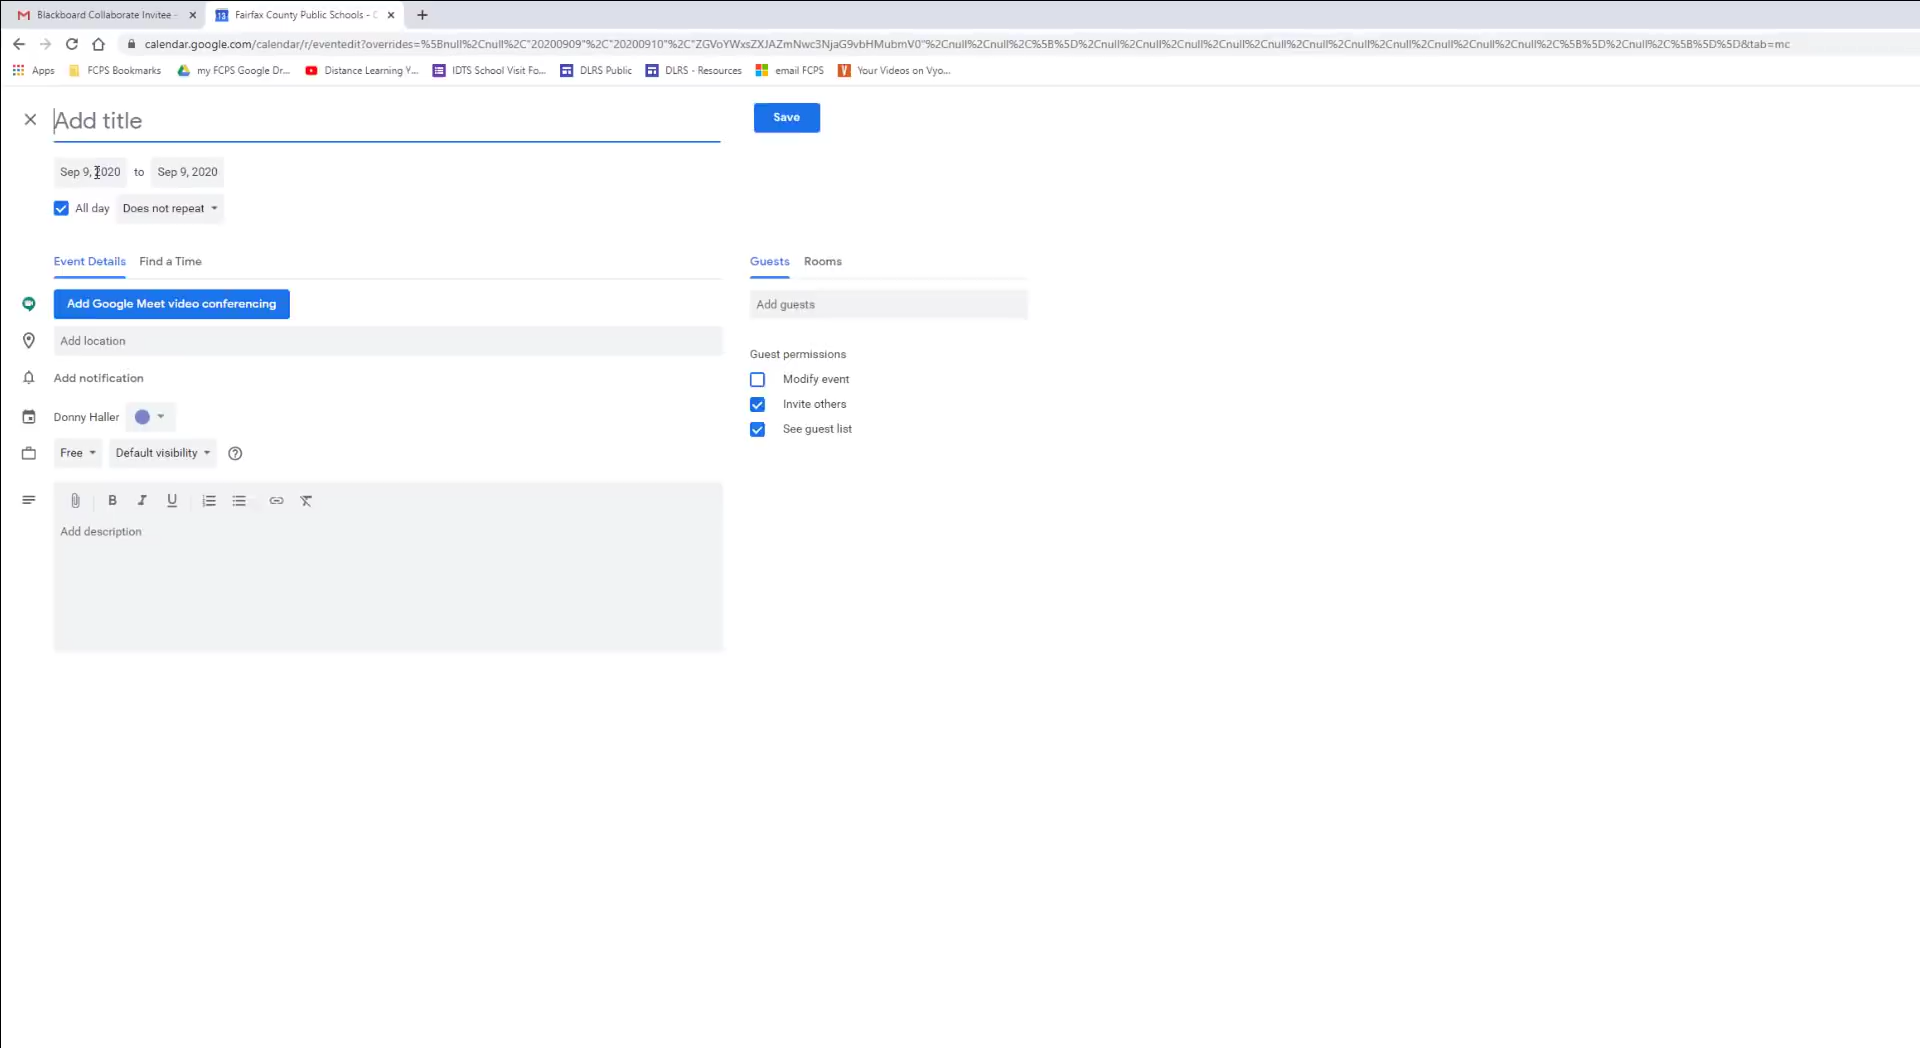 Blackboard Collaborate Invitee -
Fairfax County Public Schools - C
calendar.google.com/calendar/r/eventedit?overrides=%5Bnull%2Cnull%2C"20200909"%2C"20200910"%2C"ZGVoYWxsZXJAZmNwc3NjaG9vbHMubmV0"%2Cnull%2Cnull%2C%5B%5D%2Cnull%2Cnull%2Cnull%2Cnull%2Cnull%2Cnull%2Cnull%2Cnull%2C%5B%5D%2Cnull%2C%5B%5D%5D&tab=mc
Apps FCPS Bookmarks my FCPS Google Dr... Distance Learning Y... IDTS School Visit Fo... DLRS Public DLRS - Resources email FCPS Your Videos on Vyo...
Add title
Save
Sep 9, 2020 to Sep 9, 2020
All day Does not repeat
Event Details Find a Time
Guests Rooms
Add Google Meet video conferencing
Add guests
Add location
Guest permissions
Add notification
Modify event
Invite others
Donny Haller
See guest list
Free Default visibility
B I U
Add description